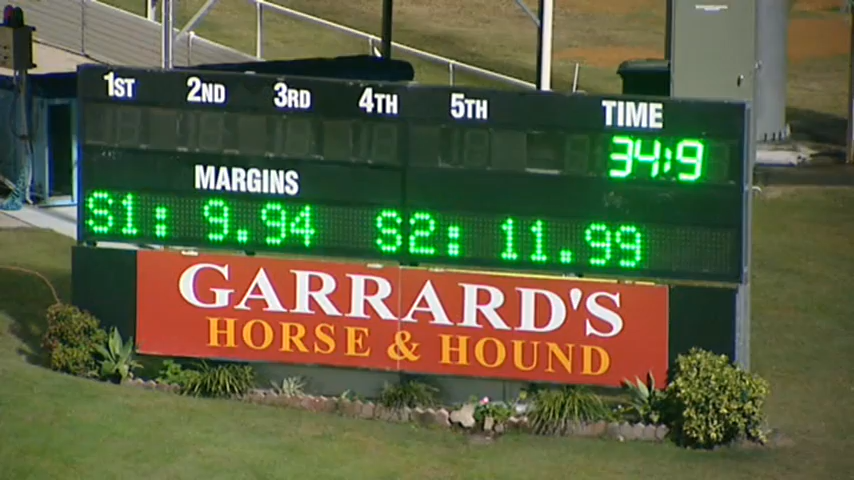 1ST 2ND 3RD 4TH 5TH TIME
34:9
MARGINS
S1: 9.94 S2: 11.99
GARRARD'S
HORSE & HOUND